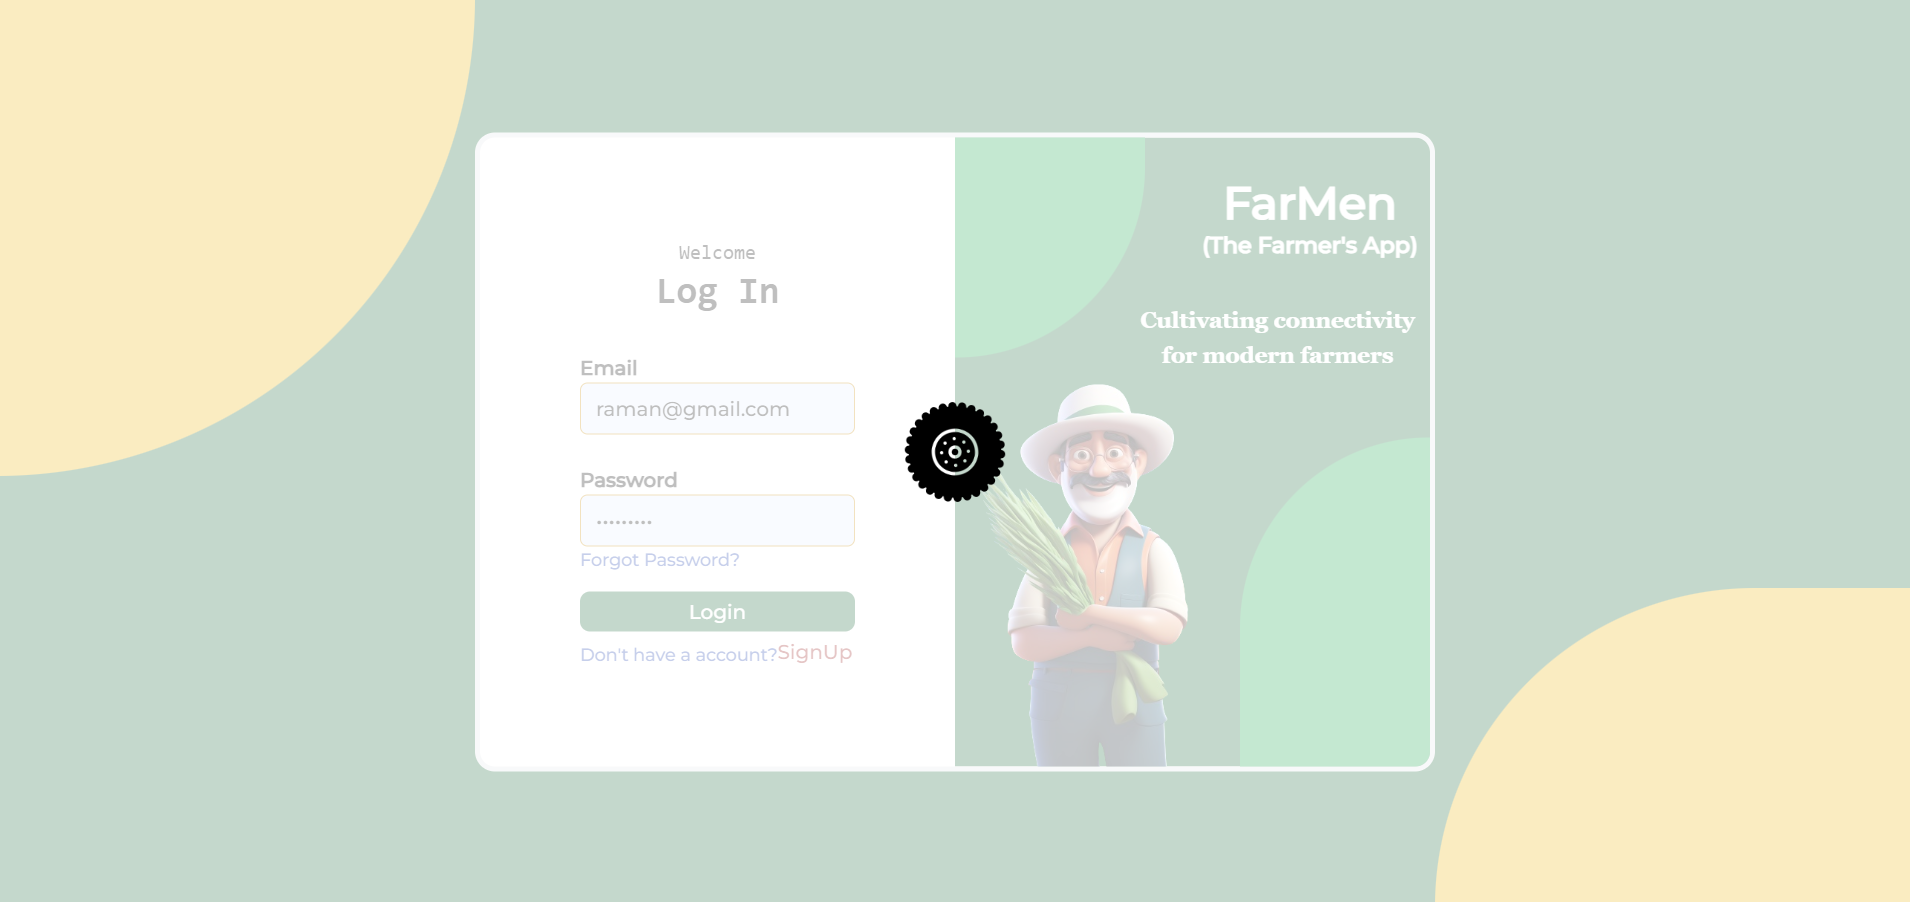 Welcome
Log In
Email
raman@gmail.com
Password
•••••••••
Forgot Password?
Login
Don't have a account?SignUp
FarMen
(The Farmer's App)
Cultivating connectivity
for modern farmers